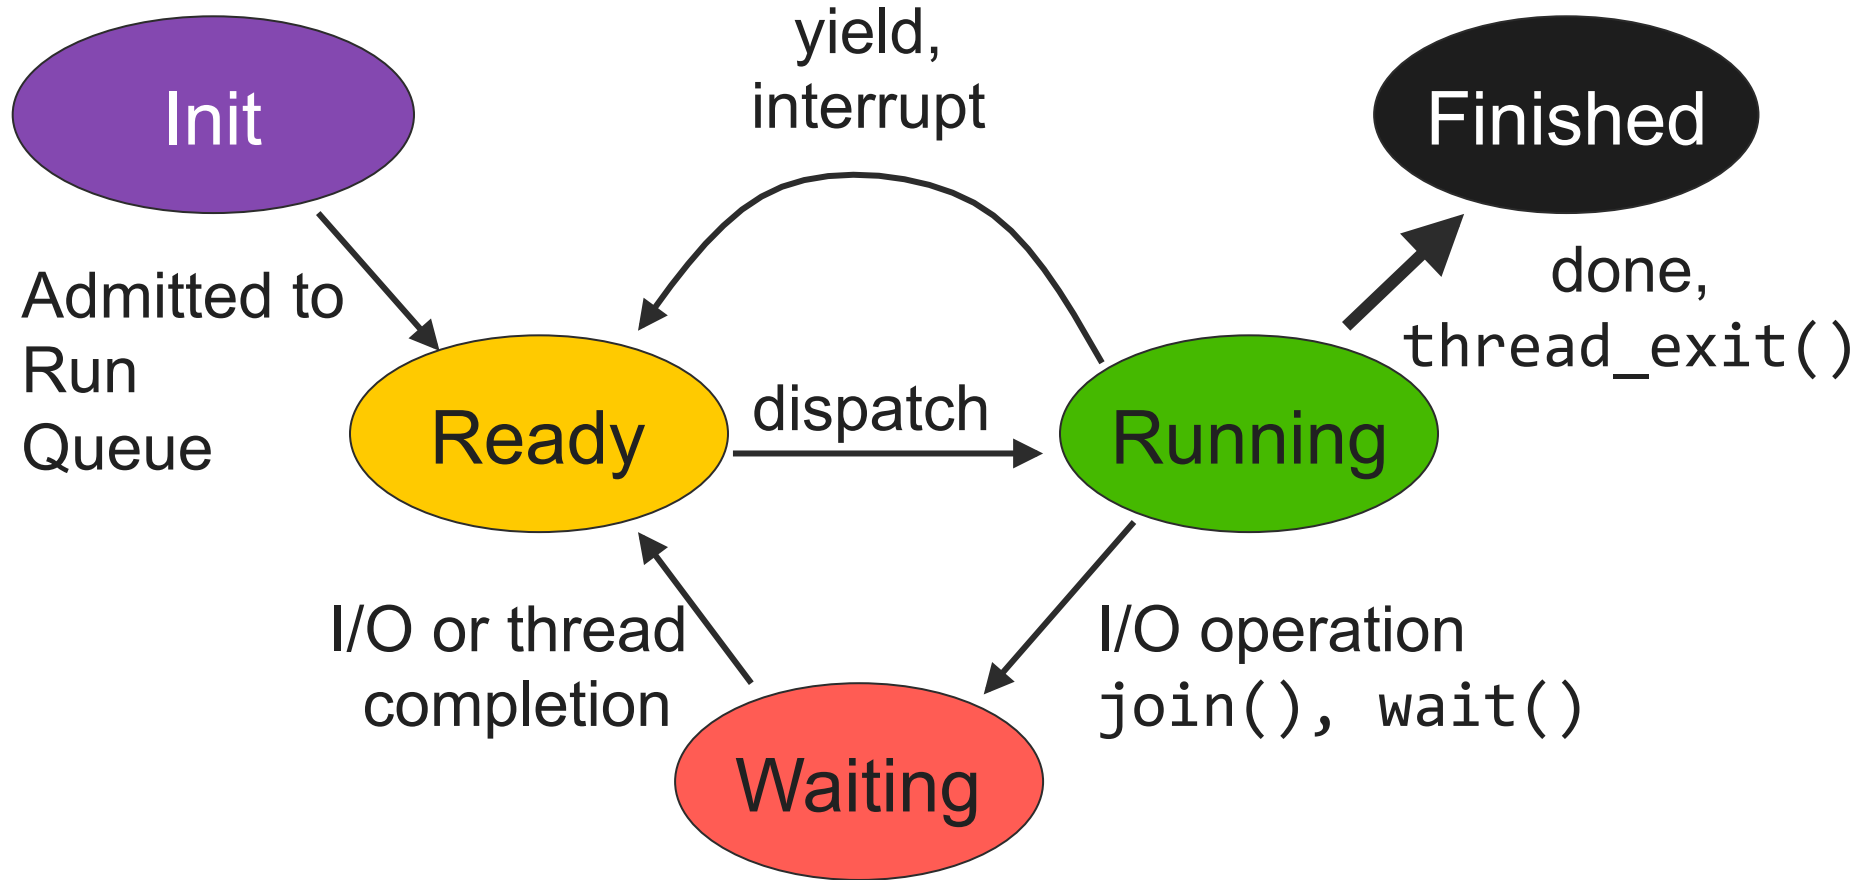 Init
yield,
interrupt
Finished
Admitted to
Run
Queue
done,
thread_exit()
Ready
dispatch
Running
I/O or thread
completion
I/O operation
join(), wait()
Waiting